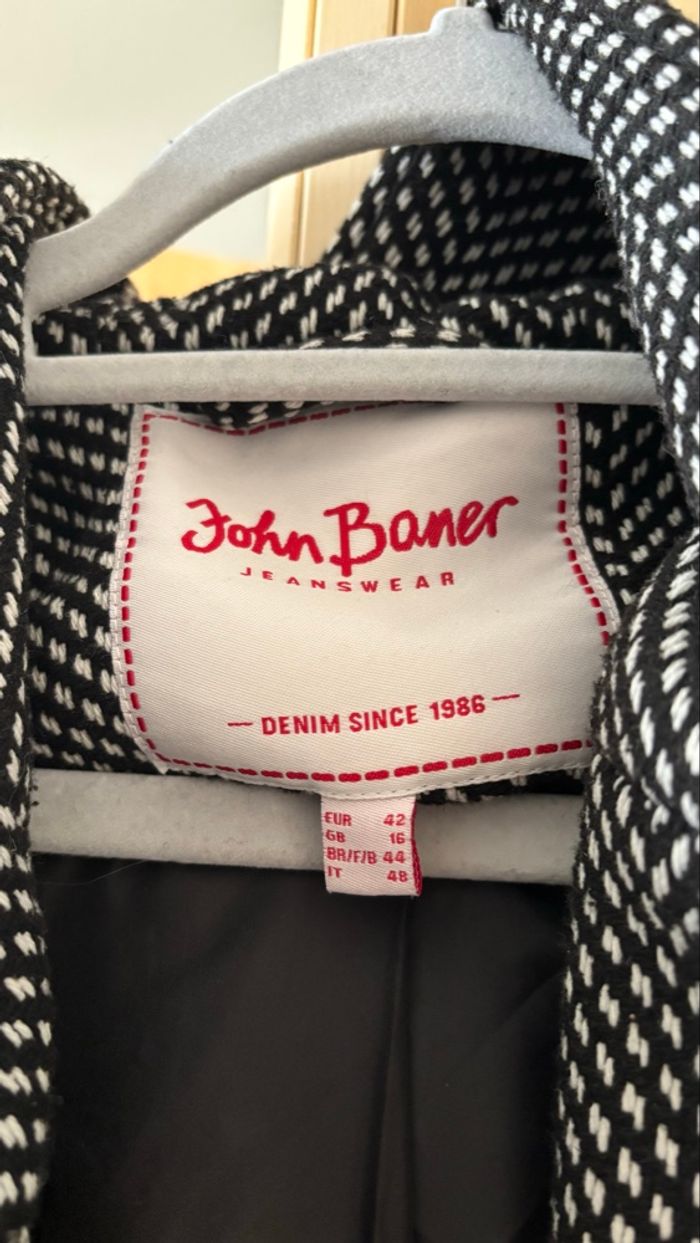 John Baner
JEANSWEAR
— DENIM SINCE 1986 —
EUR 42
GB 16
BR/F/B 44
IT 48